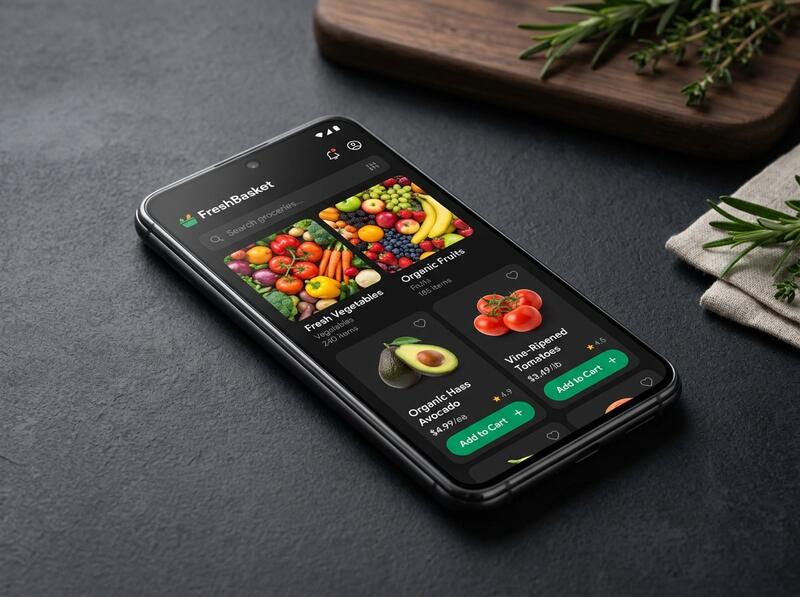 FreshBasket
Search groceries...
Fresh Vegetables
Vegetables
240 items
Organic Fruits
Fruits
185 items
Organic Hass
Avocado
$4.99/ea
4.9
Add to Cart +
Vine-Ripened
Tomatoes
$3.49/lb
4.5
Add to Cart +